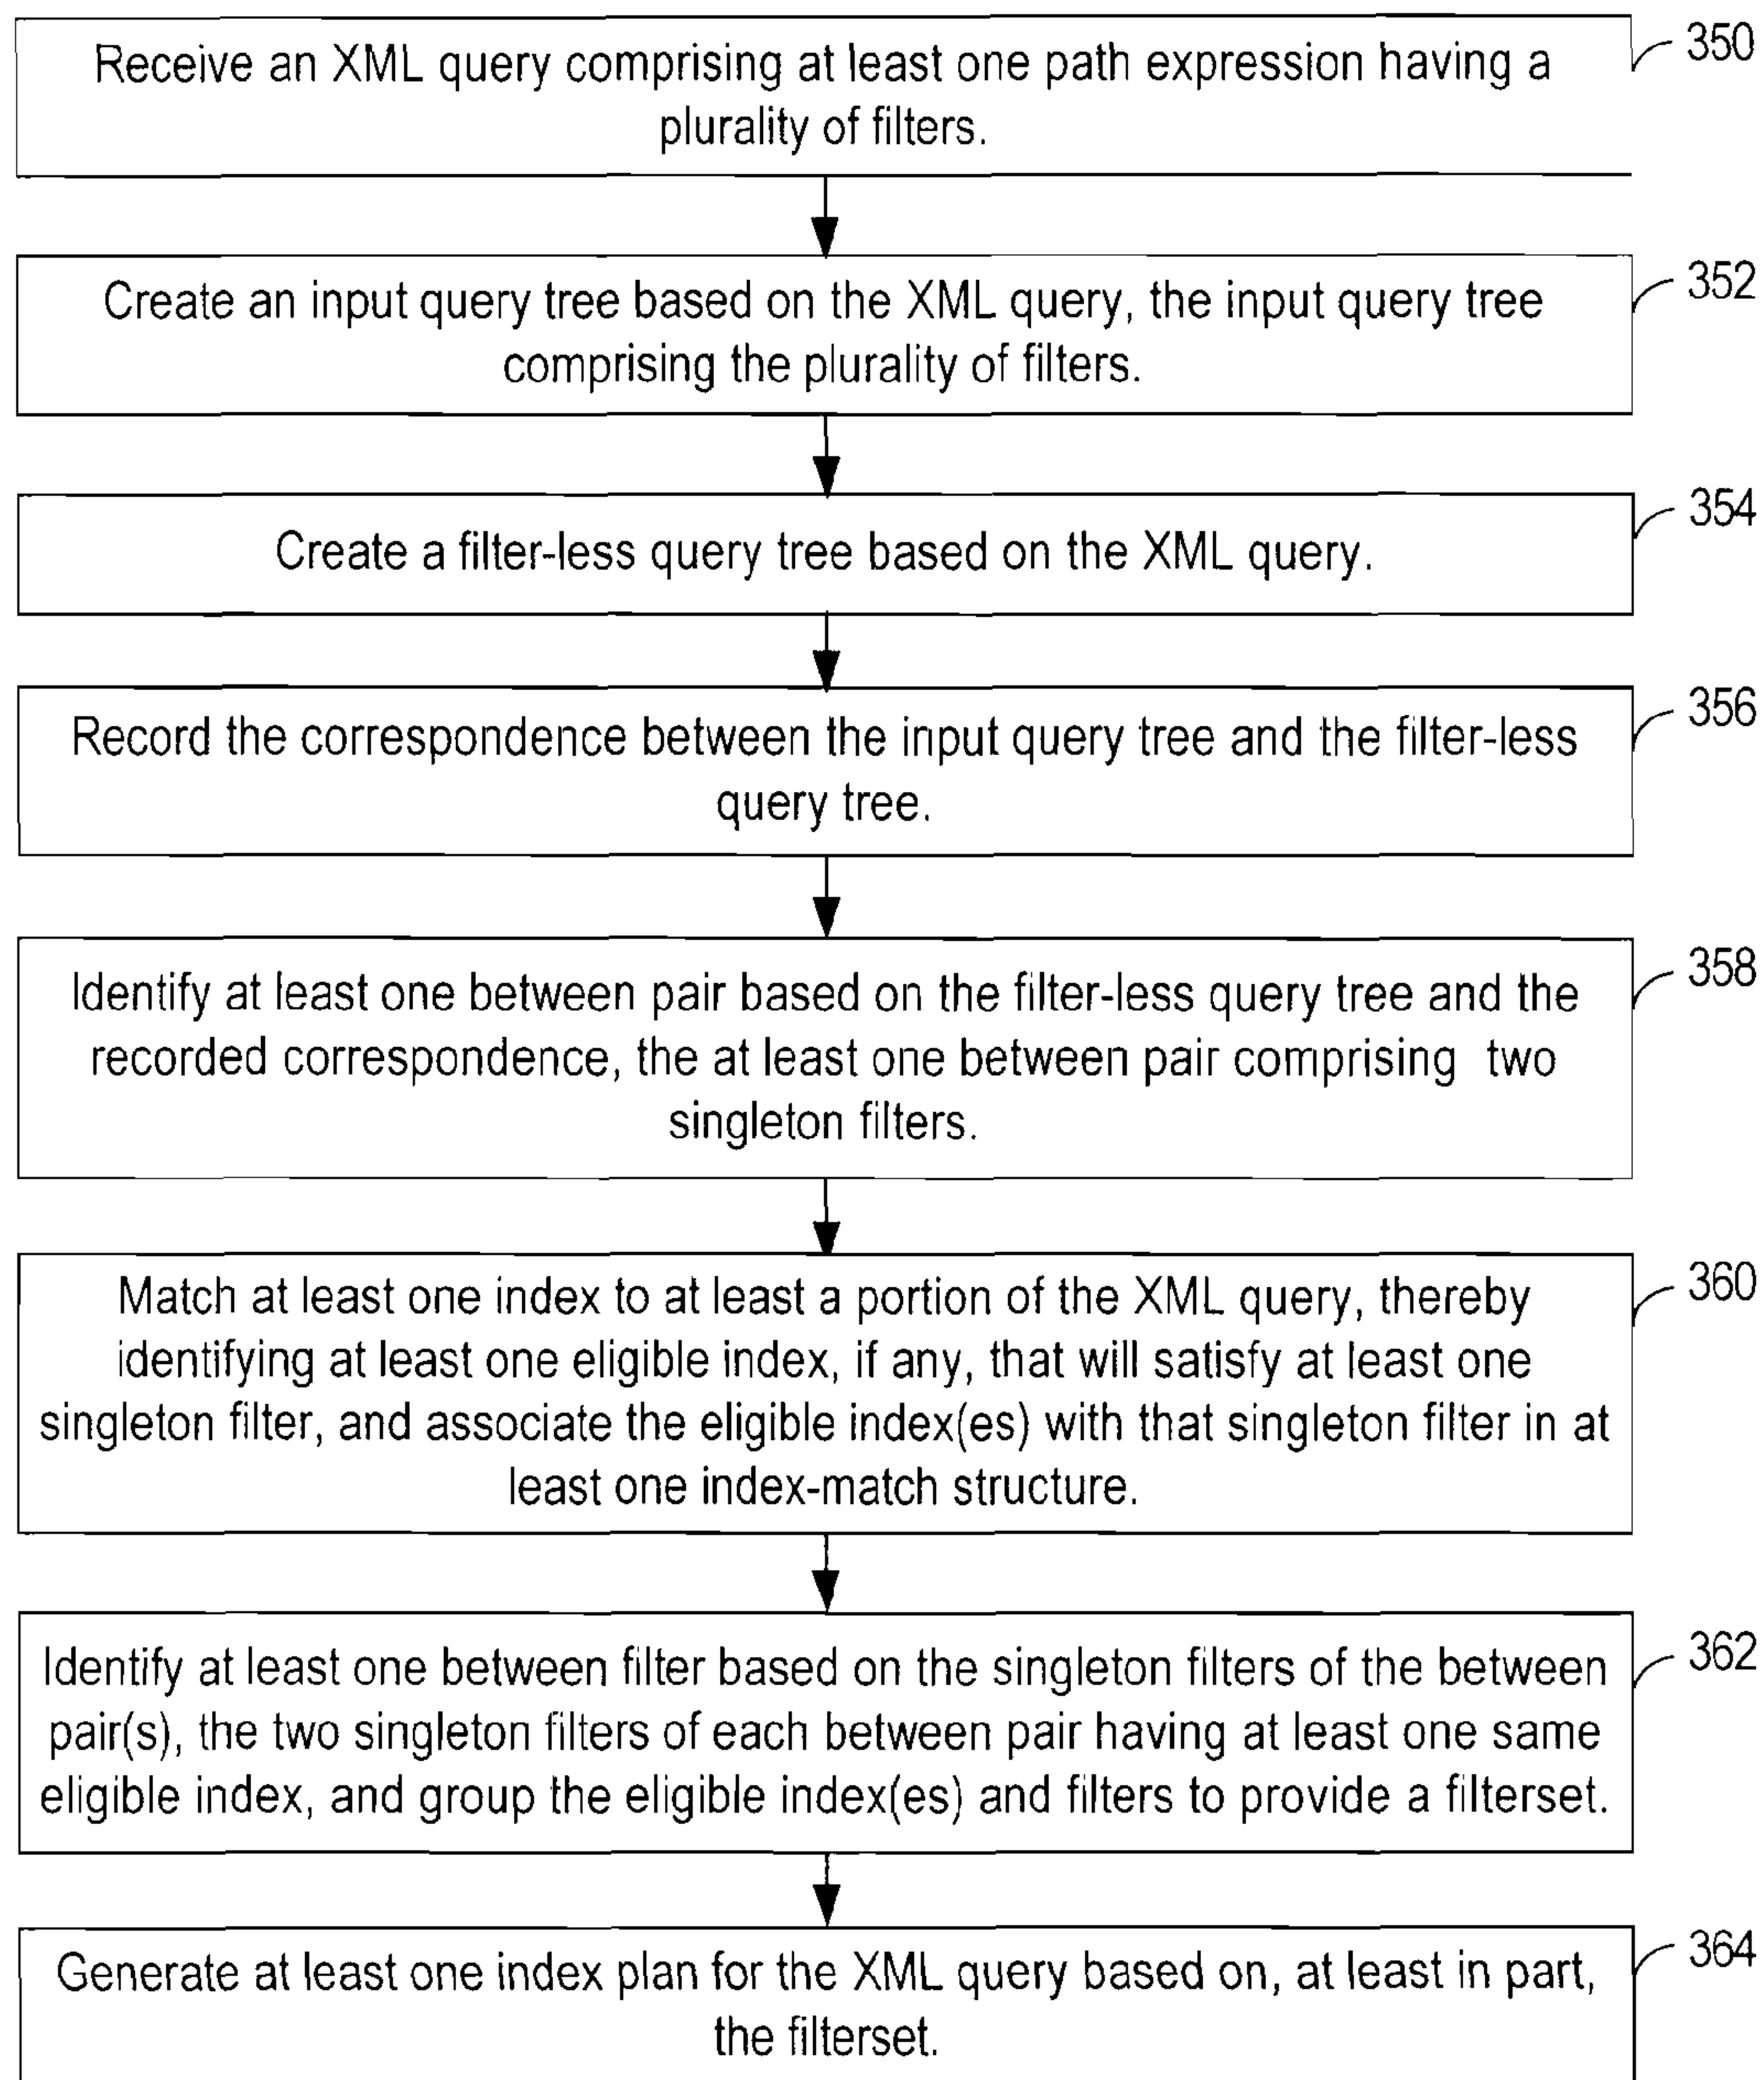 350
Receive an XML query comprising at least one path expression having a
plurality of filters.
352
Create an input query tree based on the XML query, the input query tree
comprising the plurality of filters.
354
Create a filter-less query tree based on the XML query.
356
Record the correspondence between the input query tree and the filter-less
query tree.
358
Identify at least one between pair based on the filter-less query tree and the
recorded correspondence, the at least one between pair comprising two
singleton filters.
360
Match at least one index to at least a portion of the XML query, thereby
identifying at least one eligible index, if any, that will satisfy at least one
singleton filter, and associate the eligible index(es) with that singleton filter in at
least one index-match structure.
362
Identify at least one between filter based on the singleton filters of the between
pair(s), the two singleton filters of each between pair having at least one same
eligible index, and group the eligible index(es) and filters to provide a filterset.
364
Generate at least one index plan for the XML query based on, at least in part,
the filterset.